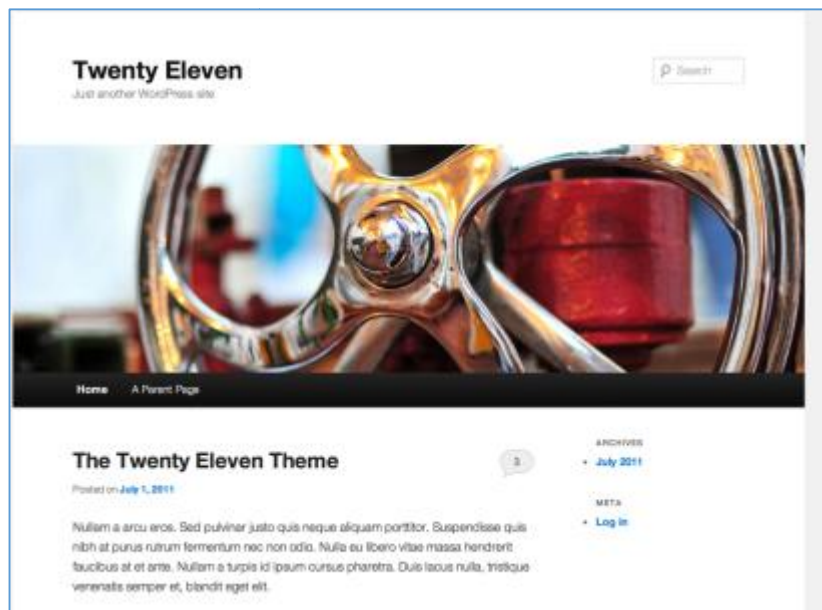 Twenty Eleven
Just another WordPress site
Search
Home A Parent Page
The Twenty Eleven Theme
3
Posted on July 1, 2011
Nullam a arcu eros. Sed pulvinar justo quis neque aliquam porttitor. Suspendisse quis
nibh at purus rutrum fermentum nec non odio. Nulla eu libero vitae massa hendrerit
faucibus at et ante. Nullam a turpis id ipsum cursus pharetra. Duis lacus nulla, tristique
venenatis semper et, blandit eget elit.
ARCHIVES
July 2011
META
Log in